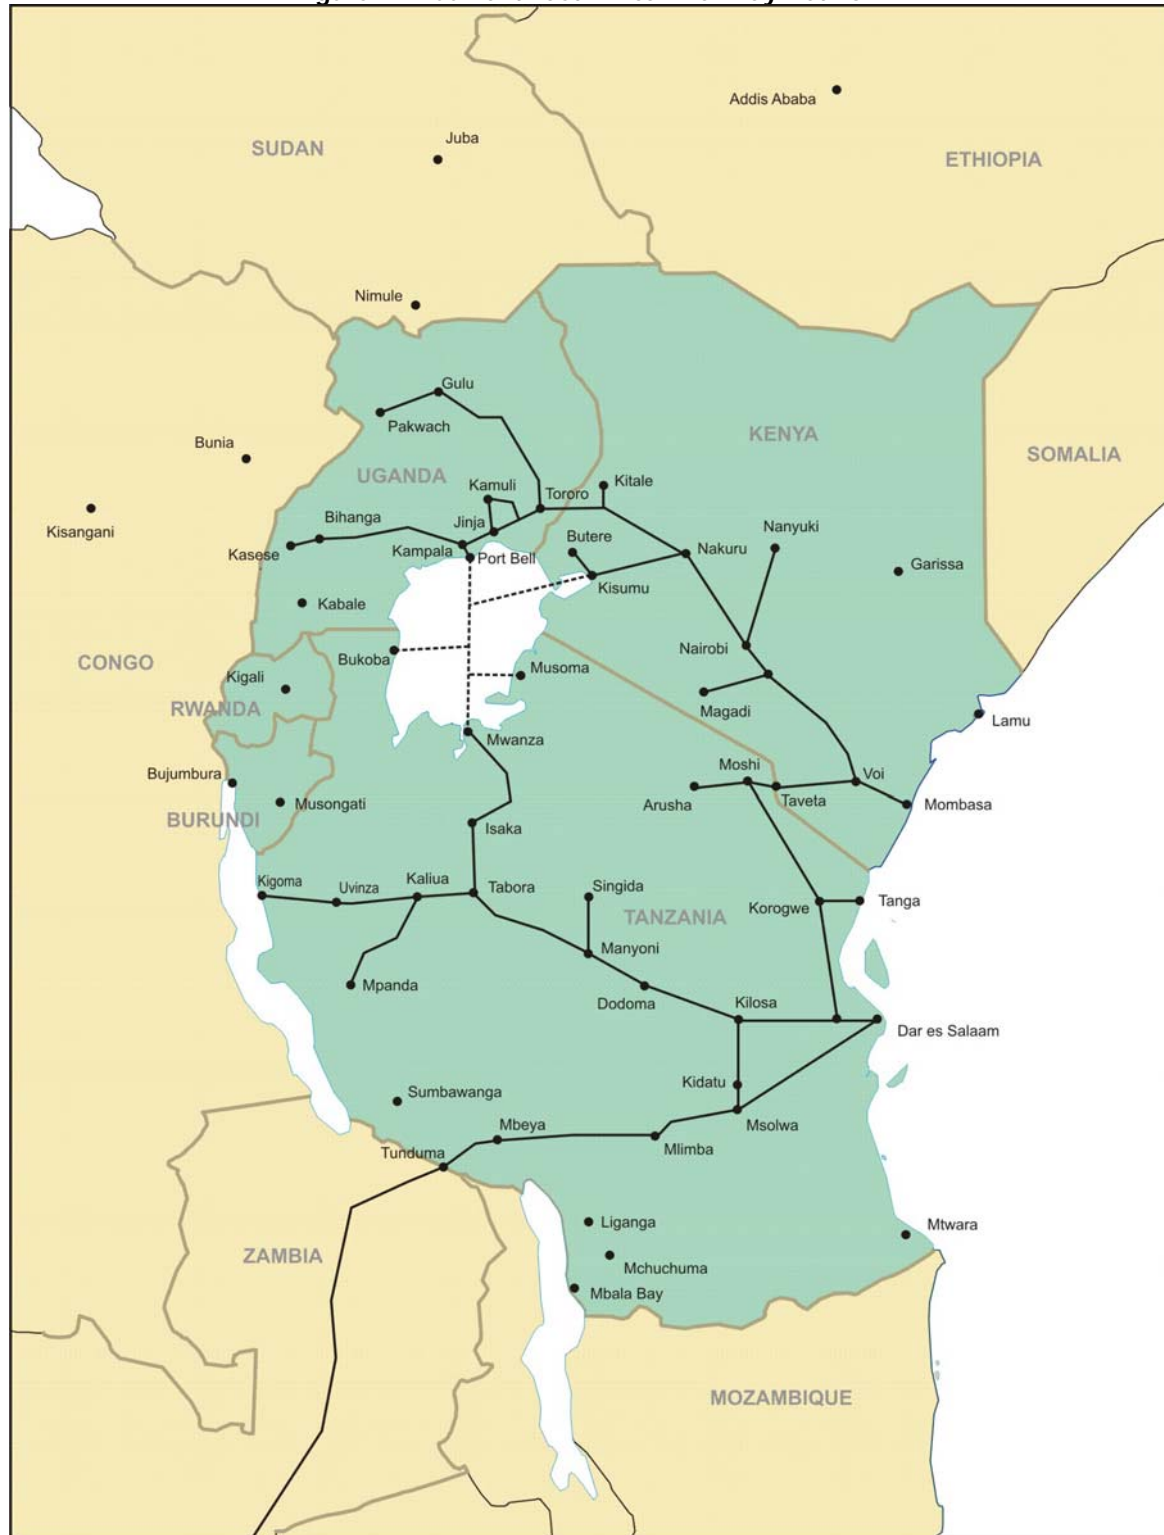 Addis Ababa
Juba
SUDAN
ETHIOPIA
Nimule
Gulu
Pakwach
KENYA
Bunia
SOMALIA
UGANDA
Kamuli
Kitale
Tororo
Kisangani
Bihanga
Jinja
Butere
Nanyuki
Kasese
Kampala
Port Bell
Nakuru
Garissa
Kisumu
Kabale
Nairobi
Bukoba
CONGO
Musoma
Kigali
RWANDA
Magadi
Lamu
Mwanza
Moshi
Voi
Bujumbura
Arusha
Taveta
Mombasa
Musongati
BURUNDI
Isaka
Kigoma
Uvinza
Kaliua
Tabora
Singida
TANZANIA
Korogwe
Tanga
Manyoni
Mpanda
Dodoma
Kilosa
Dar es Salaam
Kidatu
Sumbawanga
Msolwa
Mbeya
Tunduma
Mlimba
Liganga
Mtwara
ZAMBIA
Mchuchuma
Mbala Bay
MOZAMBIQUE